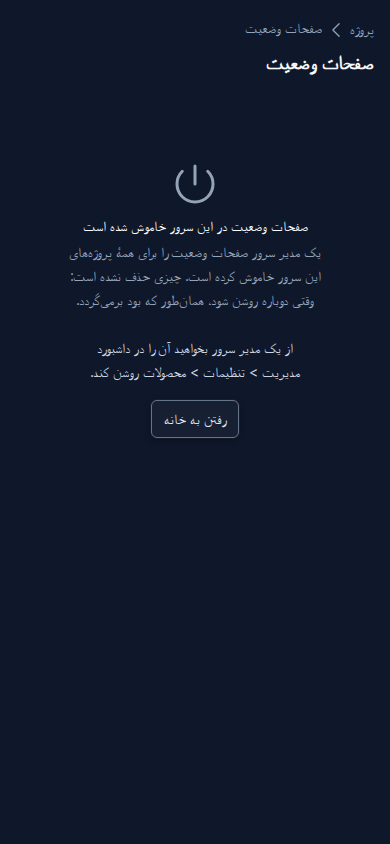 پروژه
صفحات وضعیت
صفحات وضعیت
صفحات وضعیت در این سرور خاموش شده است
یک مدیر سرور صفحات وضعیت را برای همهٔ پروژه‌های
این سرور خاموش کرده است. چیزی حذف نشده است:
وقتی دوباره روشن شود، همان‌طور که بود برمی‌گردد.
از یک مدیر سرور بخواهید آن را در داشبورد
مدیریت > تنظیمات > محصولات روشن کند.
رفتن به خانه